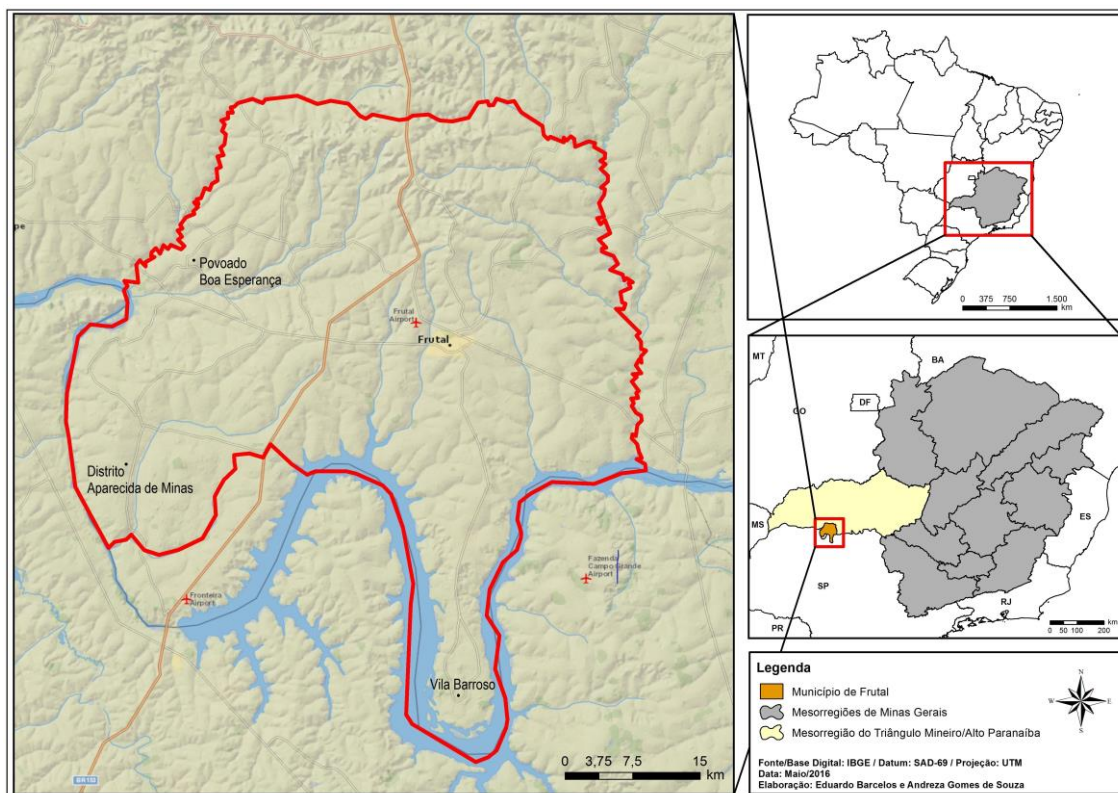 pe
Povoado
Boa Esperança
Frutal
Airport
Frutal
Distrito
Aparecida de Minas
Fazenda
Campo Grande
Airport
Fronteira
Airport
Vila Barroso
BR153
0 3,75 7,5 15
km
0 375 750 1.500
km
MT
BA
GO
DF
MS
ES
SP
RJ
PR
0 50 100 200
km
Legenda
Município de Frutal
Mesorregiões de Minas Gerais
Mesorregião do Triângulo Mineiro/Alto Paranaíba
N
W E
S
Fonte/Base Digital: IBGE / Datum: SAD-69 / Projeção: UTM
Data: Maio/2016
Elaboração: Eduardo Barcelos e Andreza Gomes de Souza